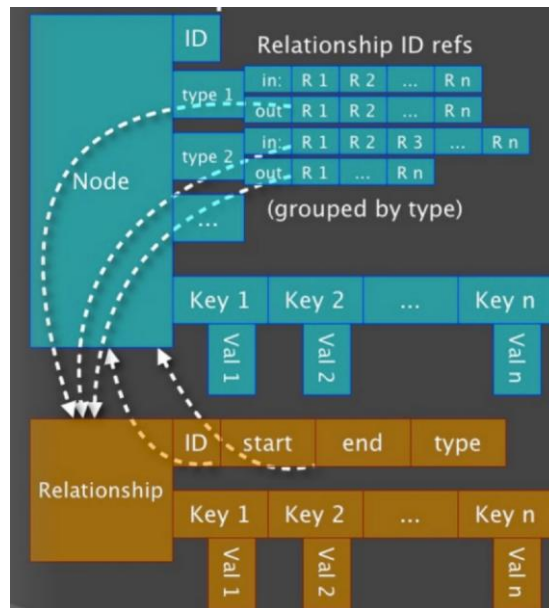 ID
Relationship ID refs
type 1
in: R 1 R 2 ... R n
out R 1 R 2 ... R n
type 2
in: R 1 R 2 R 3 ... R n
out R 1 ... R n
Node
...
(grouped by type)
Key 1 Key 2 ... Key n
Val 1 Val 2 Val n
ID start end type
Relationship
Key 1 Key 2 ... Key n
Val 1 Val 2 Val n